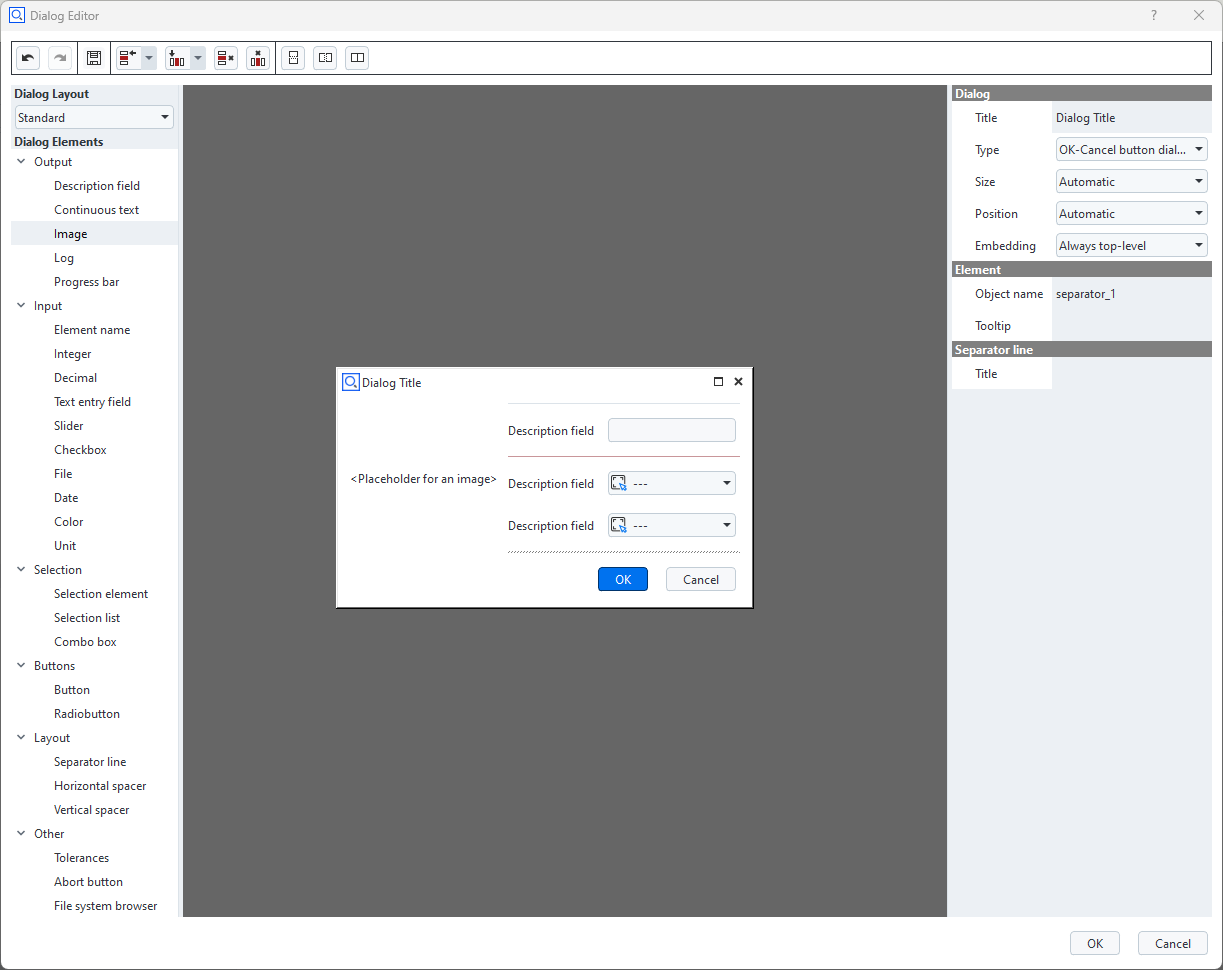 Dialog Editor
?
Dialog Layout
Standard
Dialog Elements
Output
Description field
Continuous text
Image
Log
Progress bar
Input
Element name
Integer
Decimal
Text entry field
Slider
Checkbox
File
Date
Color
Unit
Selection
Selection element
Selection list
Combo box
Buttons
Button
Radiobutton
Layout
Separator line
Horizontal spacer
Vertical spacer
Other
Tolerances
Abort button
File system browser
Dialog Title
Description field
<Placeholder for an image>
Description field ---
Description field ---
OK Cancel
Dialog
Title Dialog Title
Type OK-Cancel button dial...
Size Automatic
Position Automatic
Embedding Always top-level
Element
Object name separator_1
Tooltip
Separator line
Title
OK Cancel